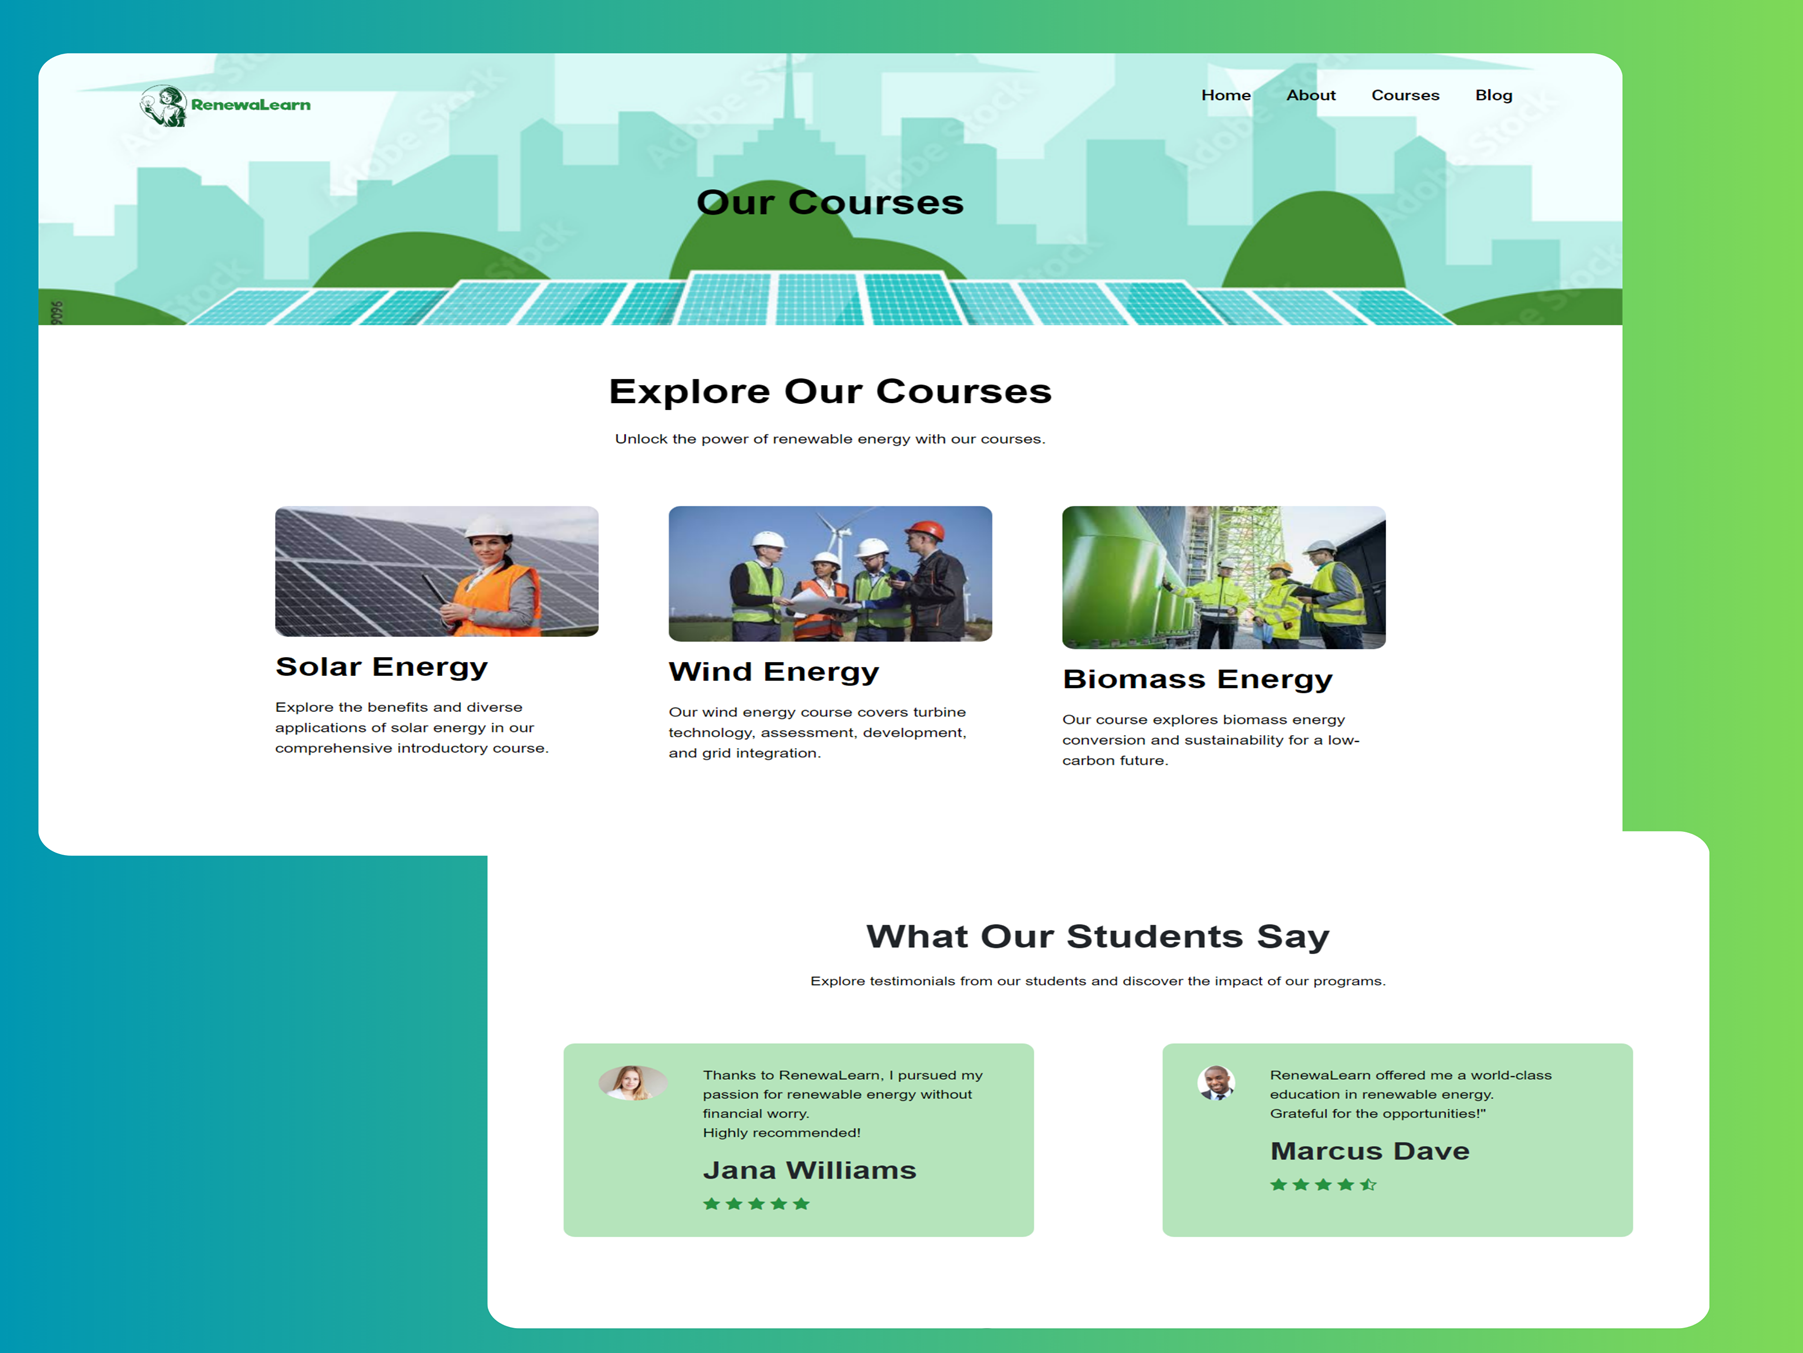 RenewaLearn
Home About Courses Blog
Our Courses
Adobe Stock
9096
Explore Our Courses
Unlock the power of renewable energy with our courses.
Solar Energy
Explore the benefits and diverse
applications of solar energy in our
comprehensive introductory course.
Wind Energy
Our wind energy course covers turbine
technology, assessment, development,
and grid integration.
Biomass Energy
Our course explores biomass energy
conversion and sustainability for a low-
carbon future.
What Our Students Say
Explore testimonials from our students and discover the impact of our programs.
Thanks to RenewaLearn, I pursued my
passion for renewable energy without
financial worry.
Highly recommended!
Jana Williams
RenewaLearn offered me a world-class
education in renewable energy.
Grateful for the opportunities!"
Marcus Dave